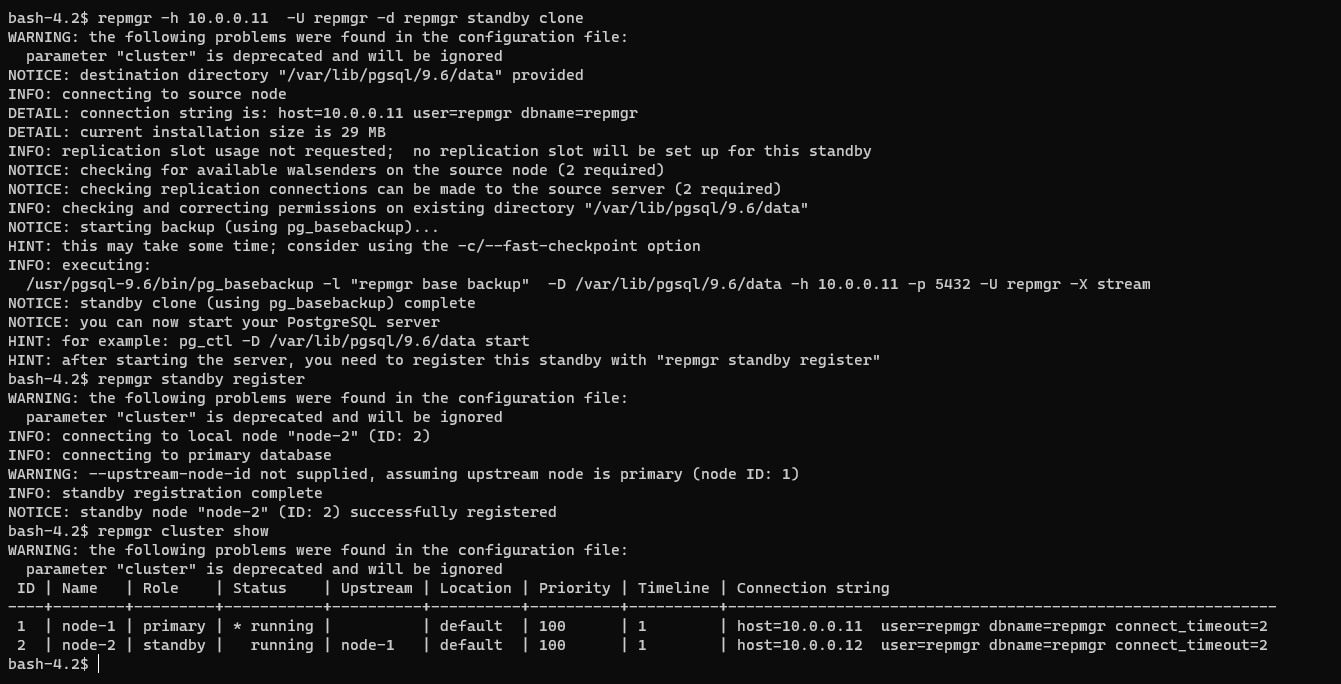 bash-4.2$ repmgr -h 10.0.0.11  -U repmgr -d repmgr standby clone
WARNING: the following problems were found in the configuration file:
  parameter "cluster" is deprecated and will be ignored
NOTICE: destination directory "/var/lib/pgsql/9.6/data" provided
INFO: connecting to source node
DETAIL: connection string is: host=10.0.0.11 user=repmgr dbname=repmgr
DETAIL: current installation size is 29 MB
INFO: replication slot usage not requested;  no replication slot will be set up for this standby
NOTICE: checking for available walsenders on the source node (2 required)
NOTICE: checking replication connections can be made to the source server (2 required)
INFO: checking and correcting permissions on existing directory "/var/lib/pgsql/9.6/data"
NOTICE: starting backup (using pg_basebackup)...
HINT: this may take some time; consider using the -c/--fast-checkpoint option
INFO: executing:
  /usr/pgsql-9.6/bin/pg_basebackup -l "repmgr base backup"  -D /var/lib/pgsql/9.6/data -h 10.0.0.11 -p 5432 -U repmgr -X stream
NOTICE: standby clone (using pg_basebackup) complete
NOTICE: you can now start your PostgreSQL server
HINT: for example: pg_ctl -D /var/lib/pgsql/9.6/data start
HINT: after starting the server, you need to register this standby with "repmgr standby register"
bash-4.2$ repmgr standby register
WARNING: the following problems were found in the configuration file:
  parameter "cluster" is deprecated and will be ignored
INFO: connecting to local node "node-2" (ID: 2)
INFO: connecting to primary database
WARNING: --upstream-node-id not supplied, assuming upstream node is primary (node ID: 1)
INFO: standby registration complete
NOTICE: standby node "node-2" (ID: 2) successfully registered
bash-4.2$ repmgr cluster show
WARNING: the following problems were found in the configuration file:
  parameter "cluster" is deprecated and will be ignored
 ID | Name   | Role    | Status    | Upstream | Location | Priority | Timeline | Connection string
----+--------+---------+-----------+----------+----------+----------+----------+-------------------------------------------------------------
 1  | node-1 | primary | * running |          | default  | 100      | 1        | host=10.0.0.11  user=repmgr dbname=repmgr connect_timeout=2
 2  | node-2 | standby |   running | node-1   | default  | 100      | 1        | host=10.0.0.12  user=repmgr dbname=repmgr connect_timeout=2
bash-4.2$